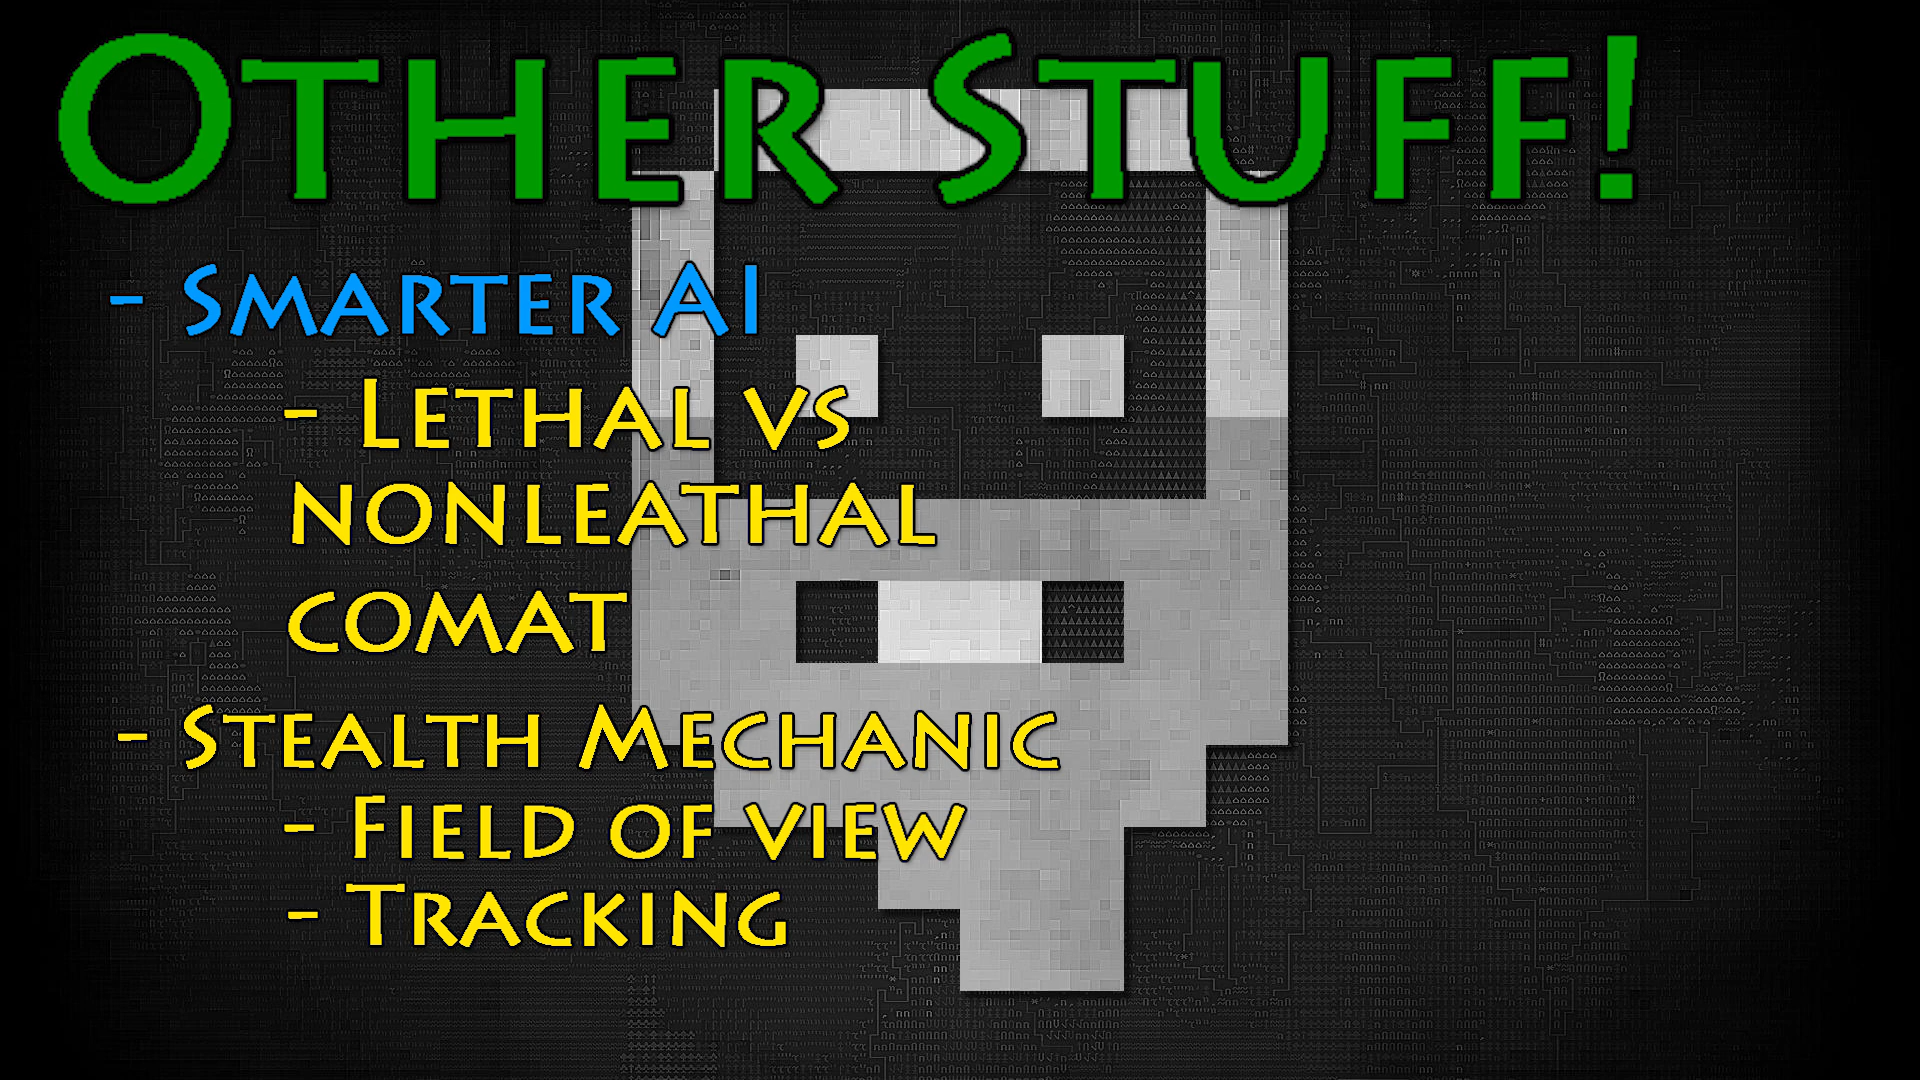 Other Stuff!
- Smarter AI
- Lethal vs
nonleathal
comat
- Stealth Mechanic
- Field of view
- Tracking